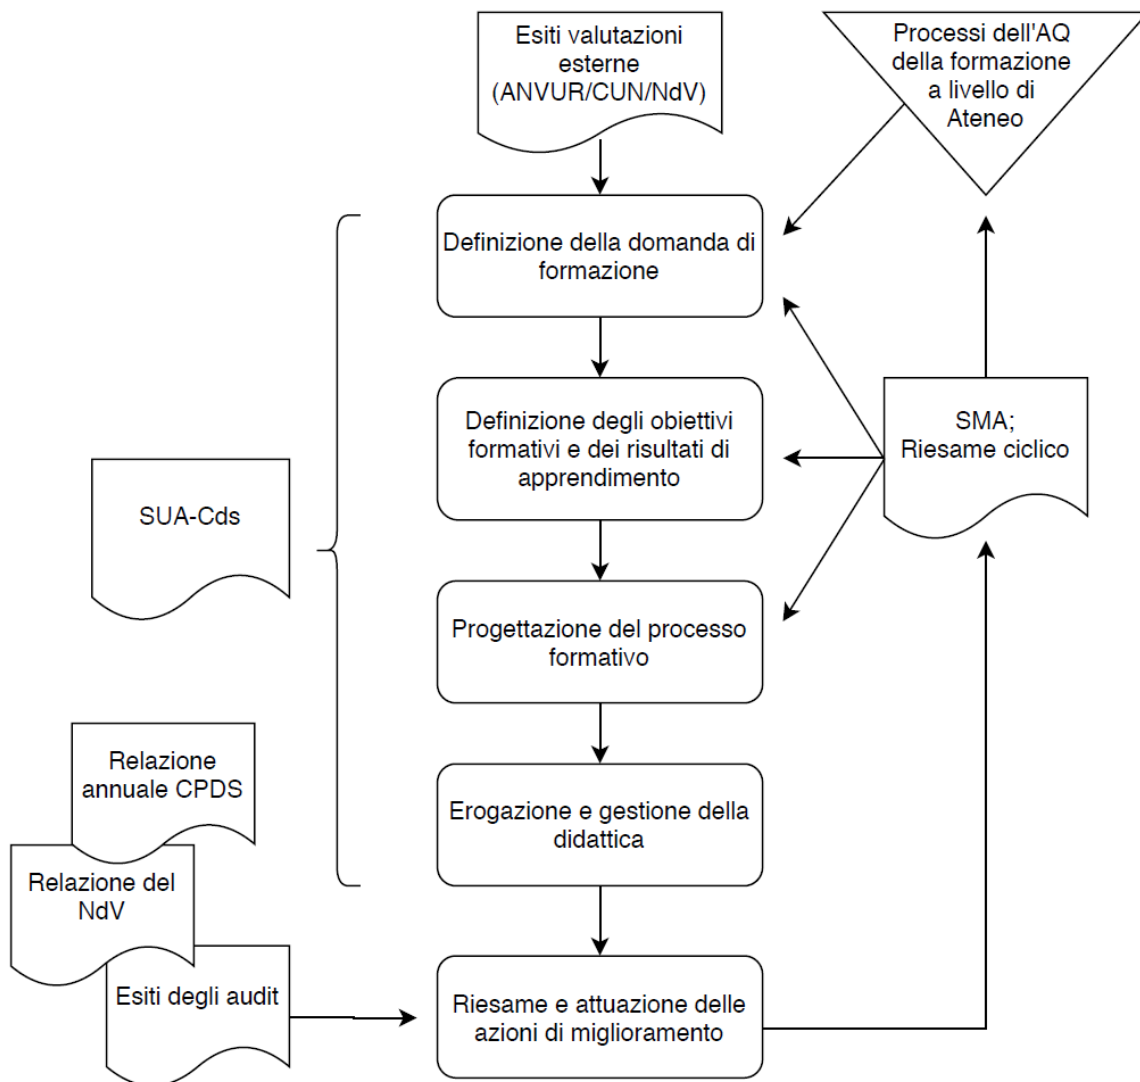 Esiti valutazioni
esterne
(ANVUR/CUN/NdV)
Processi dell'AQ
della formazione
a livello di
Ateneo
Definizione della domanda di
formazione
Definizione degli obiettivi
formativi e dei risultati di
apprendimento
SMA;
Riesame ciclico
SUA-Cds
Progettazione del processo
formativo
Relazione
annuale CPDS
Erogazione e gestione della
didattica
Relazione del
NdV
Esiti degli audit
Riesame e attuazione delle
azioni di miglioramento